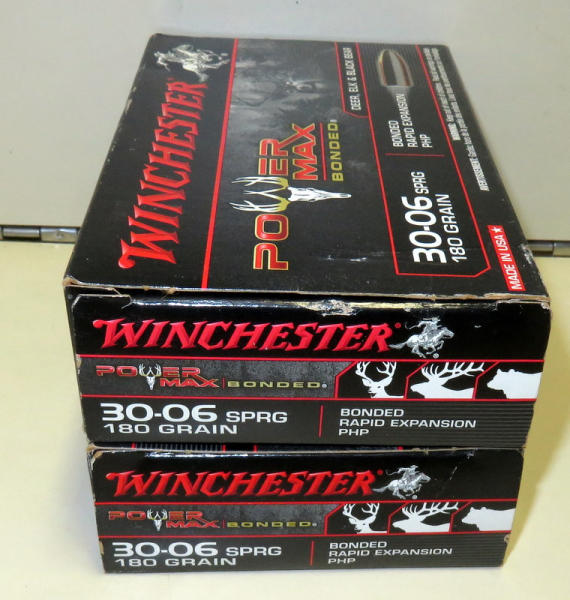 WINCHESTER
POWER
MAX
BONDED®
DEER, ELK & BLACK BEAR
BONDED
RAPID EXPANSION
PHP
30-06 SPRG
180 GRAIN
MADE IN USA
WINCHESTER
POWER
MAX BONDED®
30-06 SPRG
180 GRAIN
BONDED
RAPID EXPANSION
PHP
WINCHESTER
POWER
MAX BONDED®
30-06 SPRG
180 GRAIN
BONDED
RAPID EXPANSION
PHP